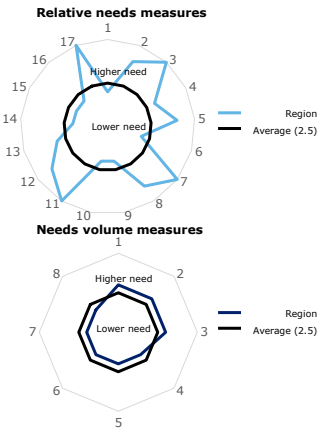 Relative needs measures
1
17 2
16 3
Higher need
15 4
14 5
Lower need
13 6
12 7
11 8
10 9
Region
Average (2.5)
Needs volume measures
1
8 2
Higher need
7 3
Lower need
6 4
5
Region
Average (2.5)